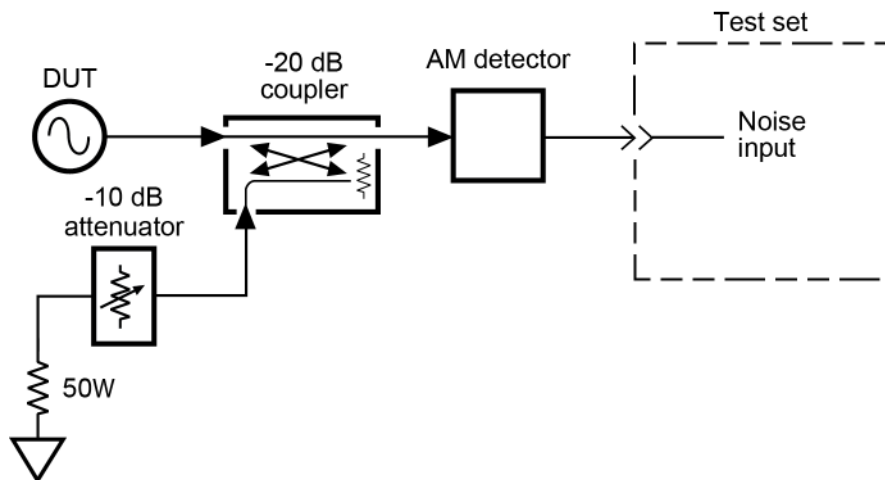 Test set
DUT
-20 dB
coupler
AM detector
Noise
input
-10 dB
attenuator
50W